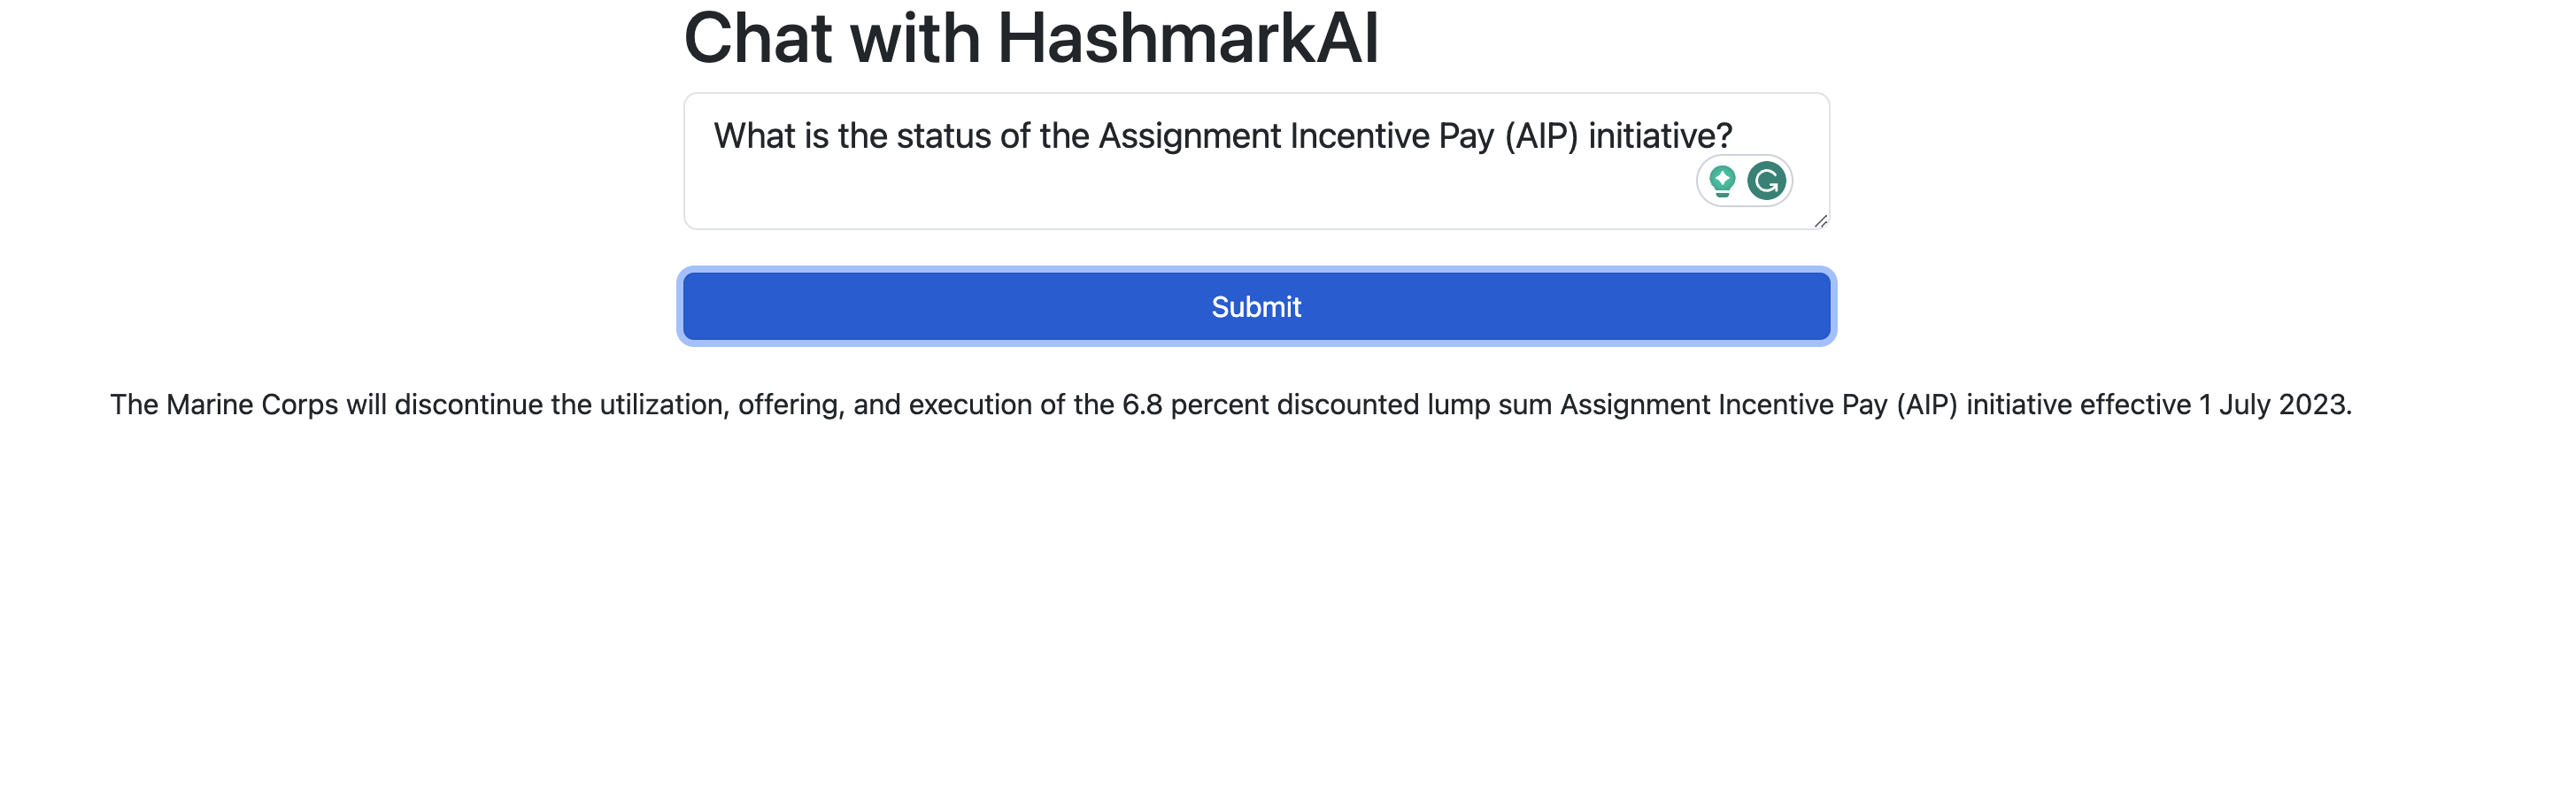 Chat with HashmarkAI
What is the status of the Assignment Incentive Pay (AIP) initiative?
Submit
The Marine Corps will discontinue the utilization, offering, and execution of the 6.8 percent discounted lump sum Assignment Incentive Pay (AIP) initiative effective 1 July 2023.